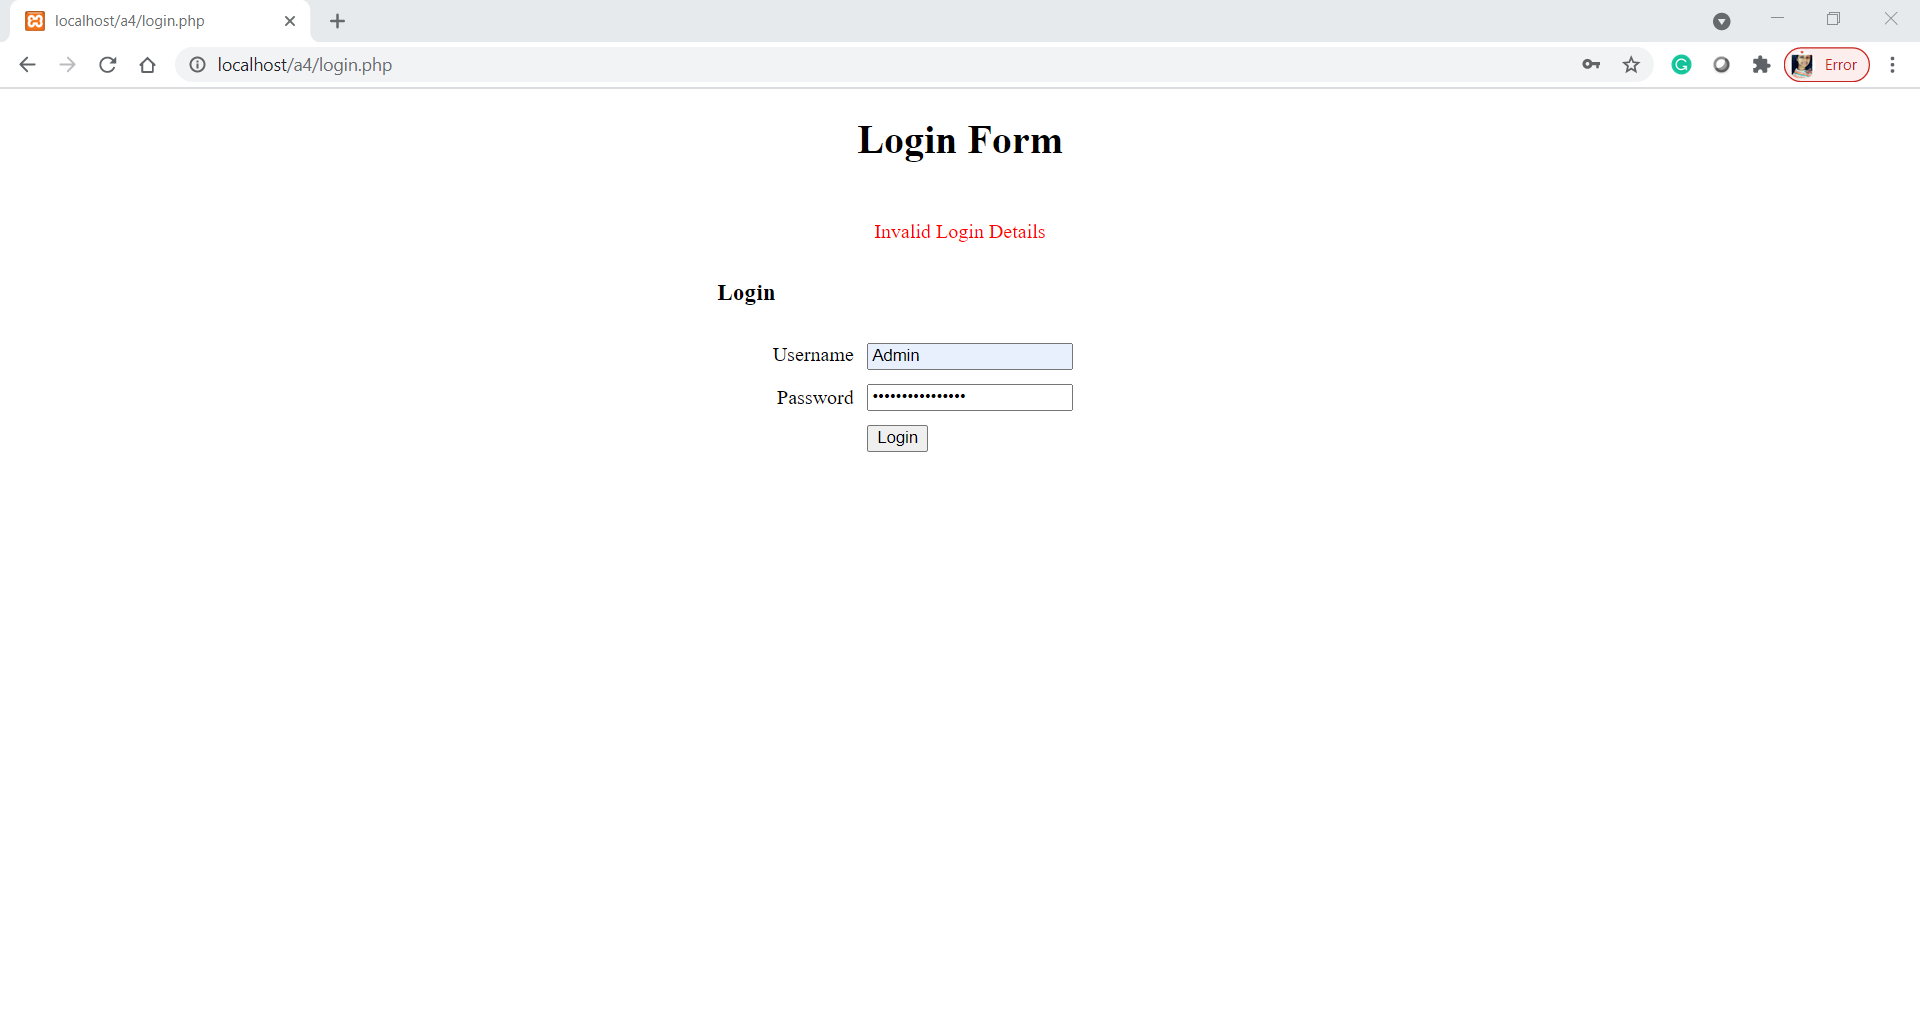 localhost/a4/login.php
localhost/a4/login.php
Error
Login Form
Invalid Login Details
Login
Username Admin
Password ••••••••••••••••
Login